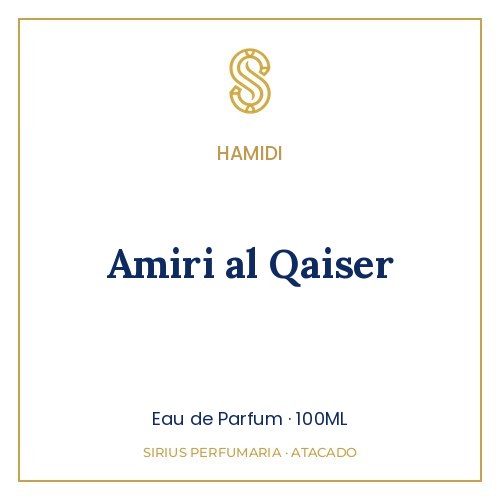 HAMIDI
Amiri al Qaiser
Eau de Parfum · 100ML
SIRIUS PERFUMARIA · ATACADO